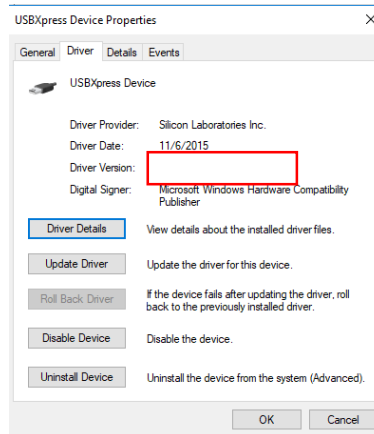 USBXpress Device Properties
General Driver Details Events
USBXpress Device
Driver Provider: Silicon Laboratories Inc.
Driver Date: 11/6/2015
Driver Version:
Digital Signer: Microsoft Windows Hardware Compatibility
Publisher
Driver Details View details about the installed driver files.
Update Driver Update the driver for this device.
Roll Back Driver If the device fails after updating the driver, roll
back to the previously installed driver.
Disable Device Disable the device.
Uninstall Device Uninstall the device from the system (Advanced).
OK Cancel